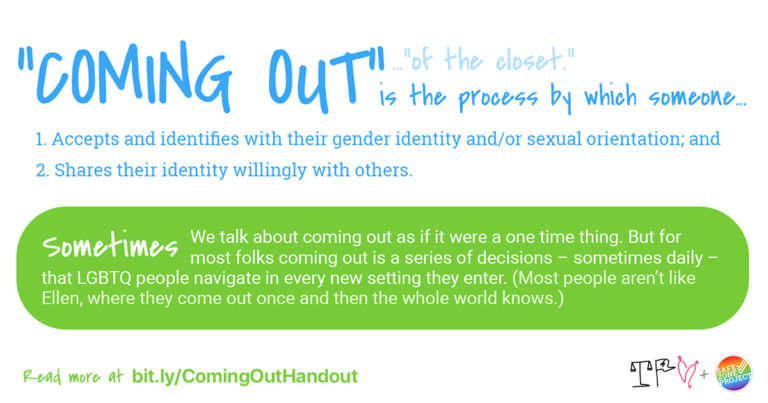 "COMING OUT" ..."of the closet."
is the process by which someone...
1. Accepts and identifies with their gender identity and/or sexual orientation; and
2. Shares their identity willingly with others.
Sometimes We talk about coming out as if it were a one time thing. But for
most folks coming out is a series of decisions – sometimes daily –
that LGBTQ people navigate in every new setting they enter. (Most people aren't like
Ellen, where they come out once and then the whole world knows.)
Read more at bit.ly/ComingOutHandout
+
SAFE
ZONE
PROJECT